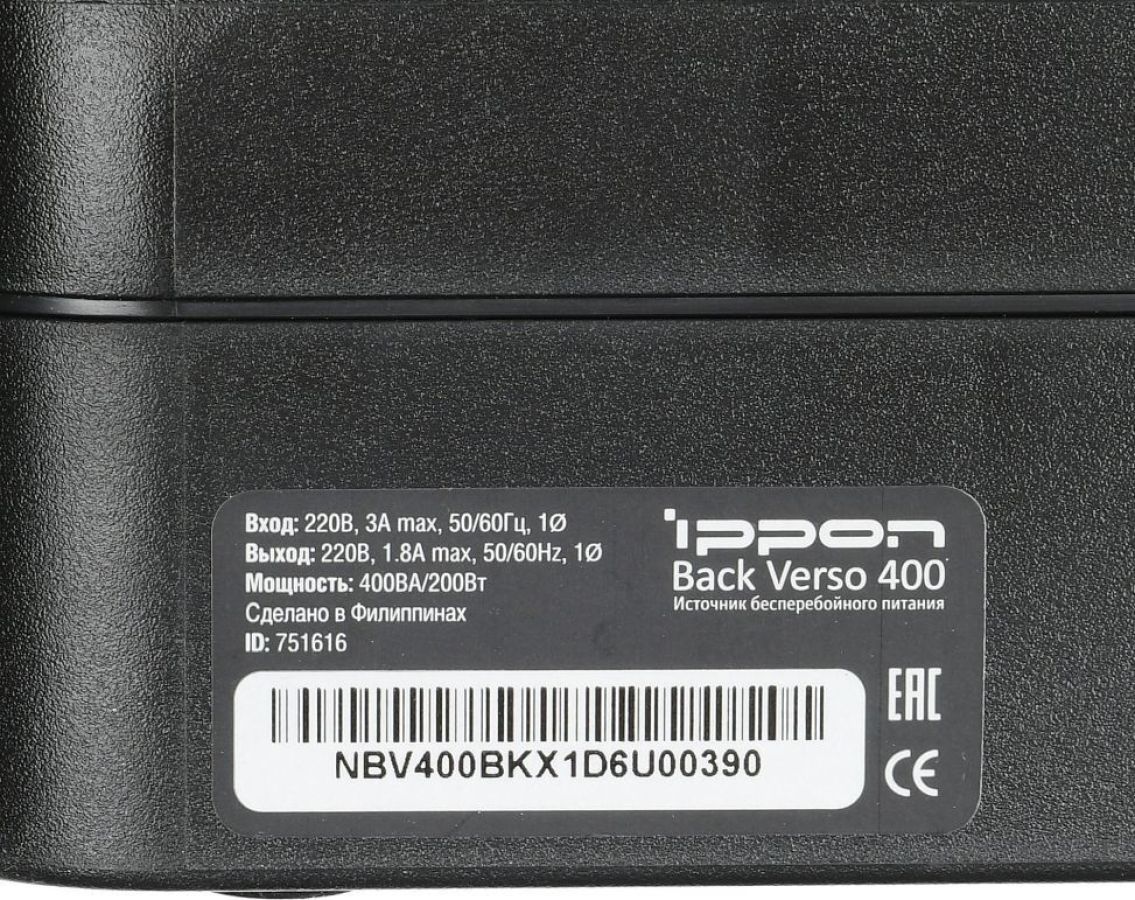 Вход: 220В, 3А max, 50/60Гц, 1Ø
Выход: 220В, 1.8А max, 50/60Hz, 1Ø
Мощность: 400ВА/200Вт
Сделано в Филиппинах
ID: 751616
ippon
Back Verso 400
Источник бесперебойного питания
NBV400BKX1D6U00390
EAC
CE